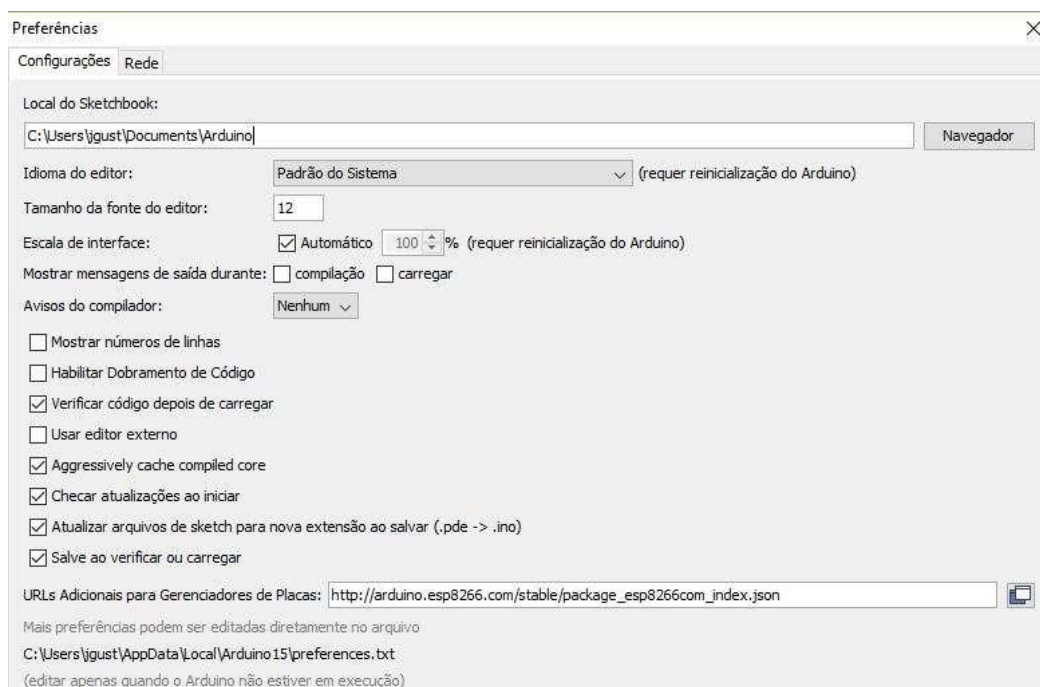 Preferências
Configurações Rede
Local do Sketchbook:
C:\Users\jgust\Documents\Arduino Navegador
Idioma do editor: Padrão do Sistema (requer reinicialização do Arduino)
Tamanho da fonte do editor: 12
Escala de interface: Automático 100 % (requer reinicialização do Arduino)
Mostrar mensagens de saída durante: compilação carregar
Avisos do compilador: Nenhum
Mostrar números de linhas
Habilitar Dobramento de Código
Verificar código depois de carregar
Usar editor externo
Aggressively cache compiled core
Checar atualizações ao iniciar
Atualizar arquivos de sketch para nova extensão ao salvar (.pde -> .ino)
Salve ao verificar ou carregar
URLs Adicionais para Gerenciadores de Placas: http://arduino.esp8266.com/stable/package_esp8266com_index.json
Mais preferências podem ser editadas diretamente no arquivo
C:\Users\jgust\AppData\Local\Arduino15\preferences.txt
(editar apenas quando o Arduino não estiver em execução)